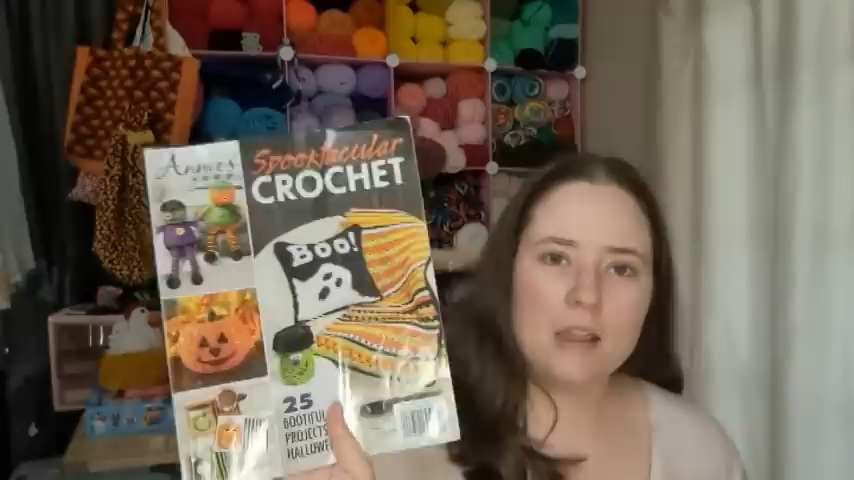 Annie's
Spooktacular
CROCHET
BOO!
25
BOOTIFUL
PROJECTS
HALLOWE